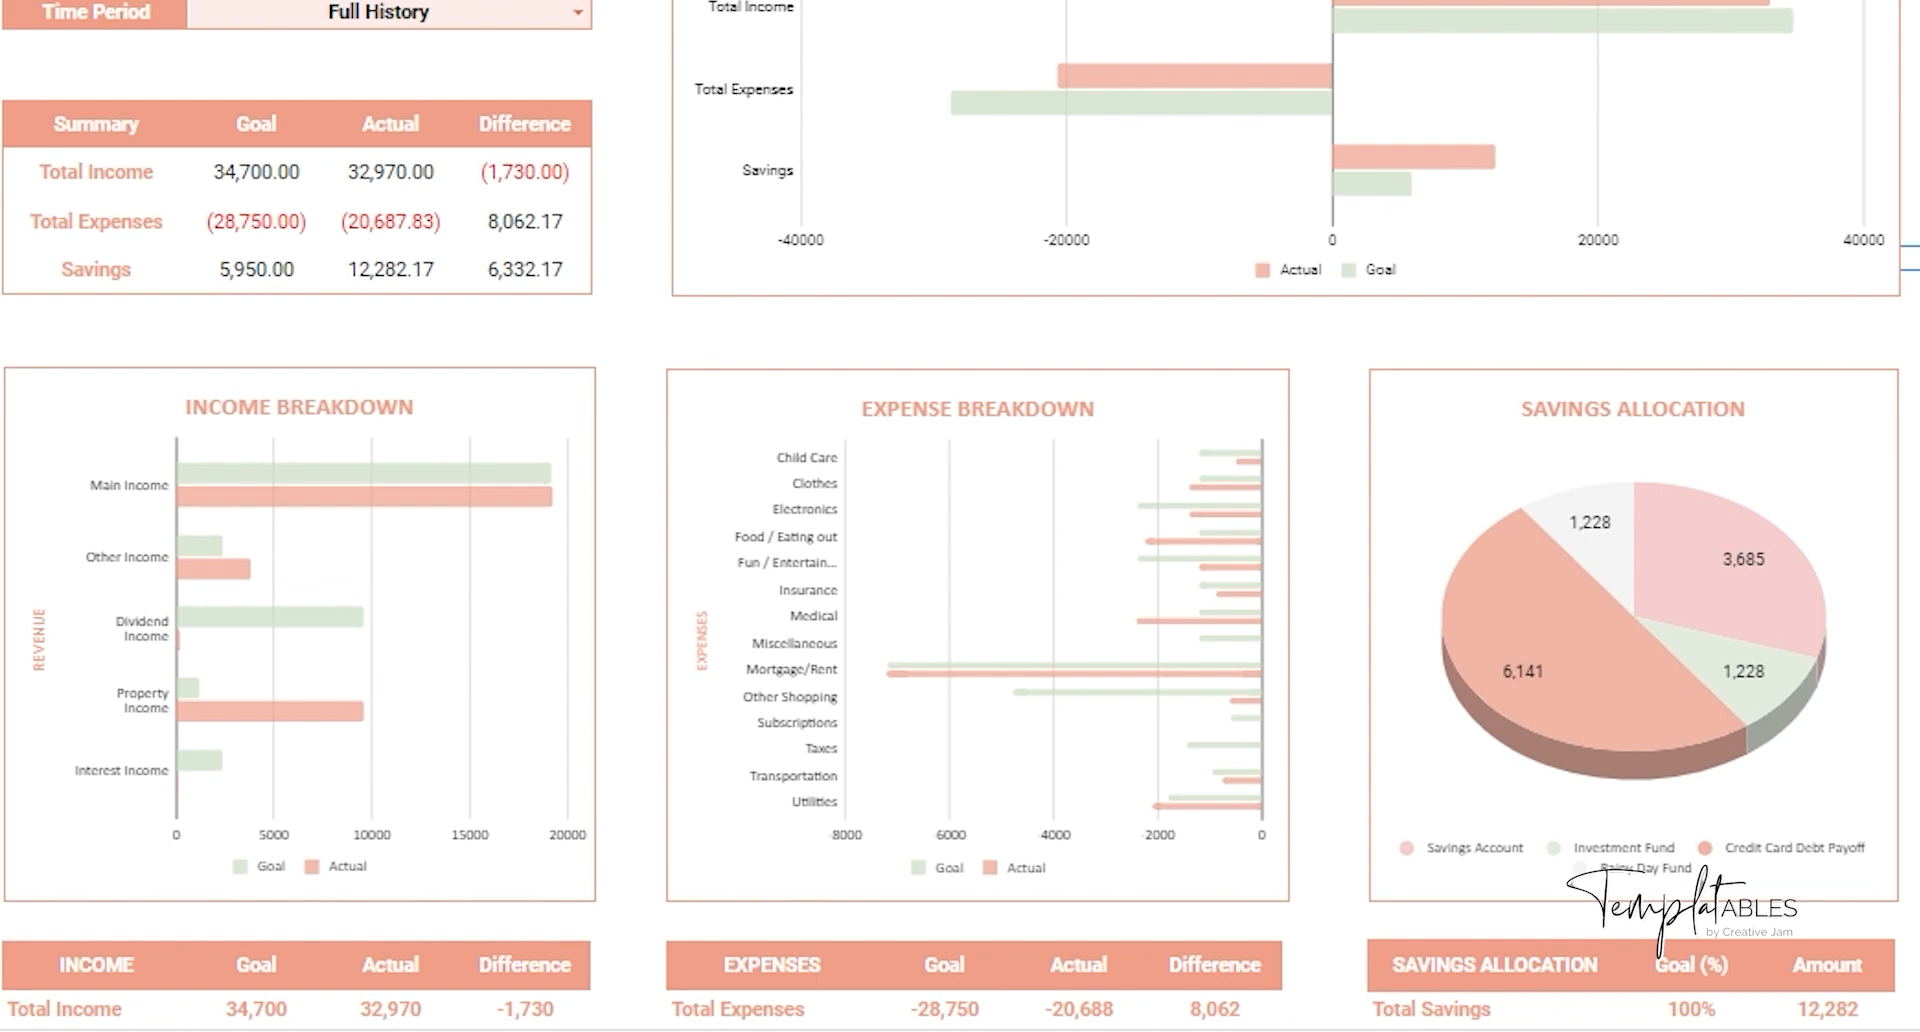 Time Period Full History
Summary Goal Actual Difference
Total Income 34,700.00 32,970.00 (1,730.00)
Total Expenses (28,750.00) (20,687.83) 8,062.17
Savings 5,950.00 12,282.17 6,332.17
Total Income
Total Expenses
Savings
-40000 -20000 0 20000 40000
Actual Goal
INCOME BREAKDOWN
REVENUE
Main Income
Other Income
Dividend
Income
Property
Income
Interest Income
0 5000 10000 15000 20000
Goal Actual
EXPENSE BREAKDOWN
EXPENSES
Child Care
Clothes
Electronics
Food / Eating out
Fun / Entertain...
Insurance
Medical
Miscellaneous
Mortgage/Rent
Other Shopping
Subscriptions
Taxes
Transportation
Utilities
-8000 -6000 -4000 -2000 0
Goal Actual
SAVINGS ALLOCATION
1,228
3,685
6,141
1,228
Savings Account Investment Fund Credit Card Debt Payoff
Rainy Day Fund
TemplatABLES
by Creative Jam
INCOME Goal Actual Difference
Total Income 34,700 32,970 -1,730
EXPENSES Goal Actual Difference
Total Expenses -28,750 -20,688 8,062
SAVINGS ALLOCATION Goal (%) Amount
Total Savings 100% 12,282